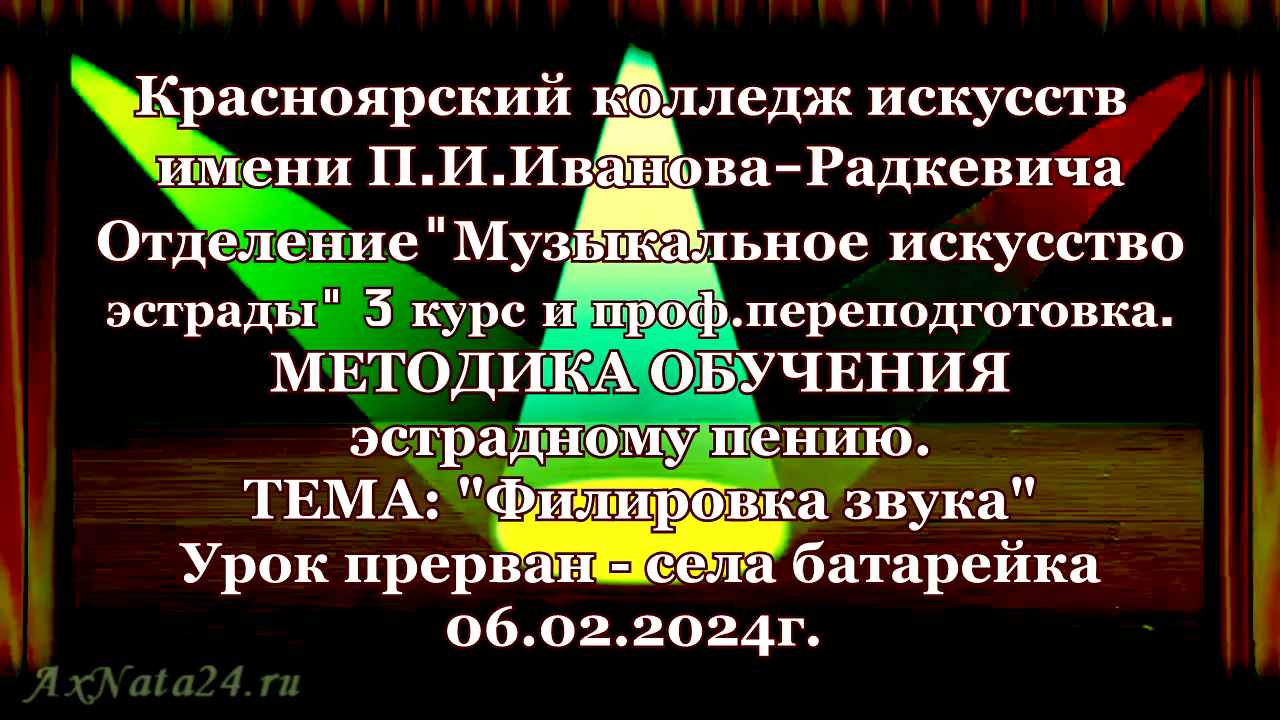 Красноярский колледж искусств
имени П.И.Иванова-Радкевича
Отделение"Музыкальное искусство
эстрады" 3 курс и проф.переподготовка.
МЕТОДИКА ОБУЧЕНИЯ
эстрадному пению.
ТЕМА: "Филировка звука"
Урок прерван - села батарейка
06.02.2024г.
AxNata24.ru